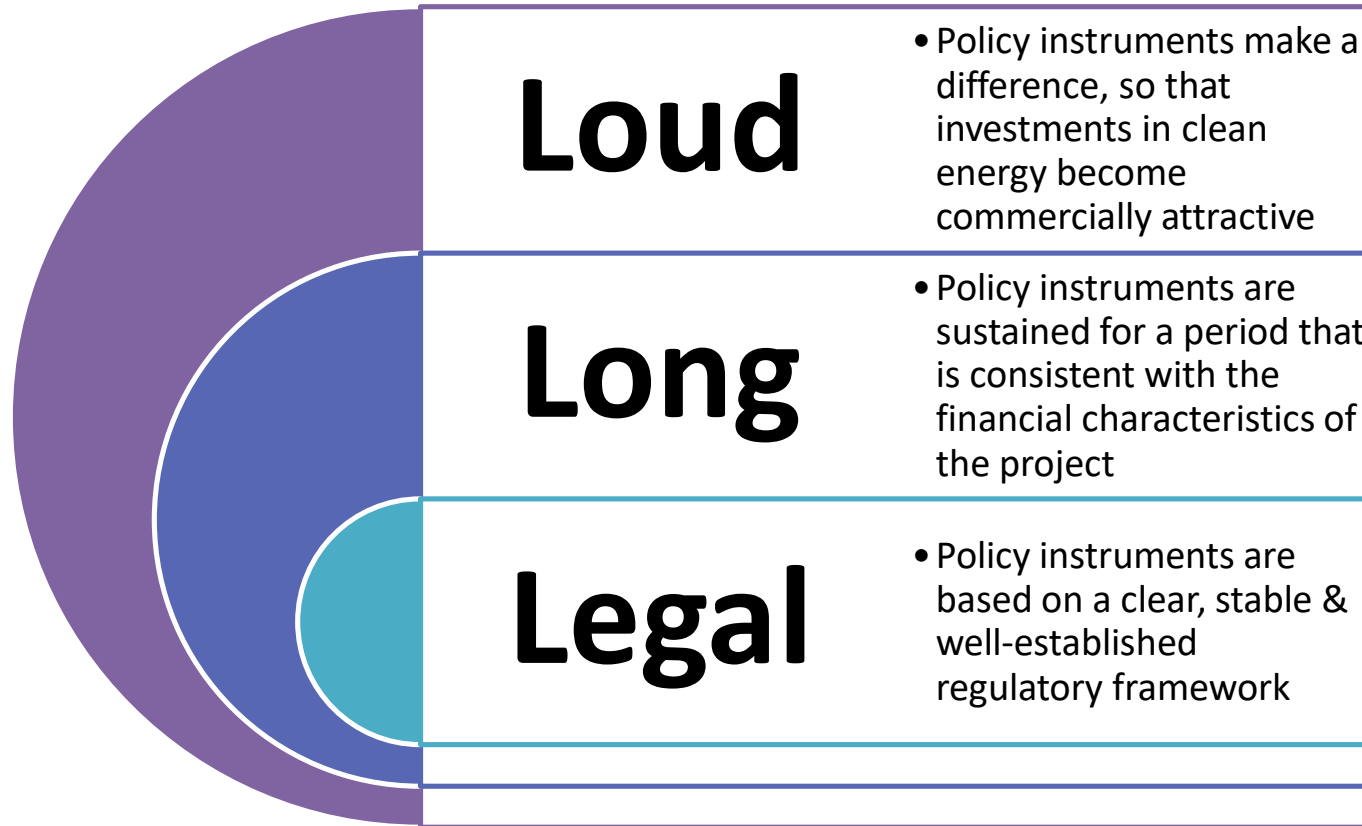 Loud
• Policy instruments make a
difference, so that
investments in clean
energy become
commercially attractive
Long
• Policy instruments are
sustained for a period that
is consistent with the
financial characteristics of
the project
Legal
• Policy instruments are
based on a clear, stable &
well-established
regulatory framework